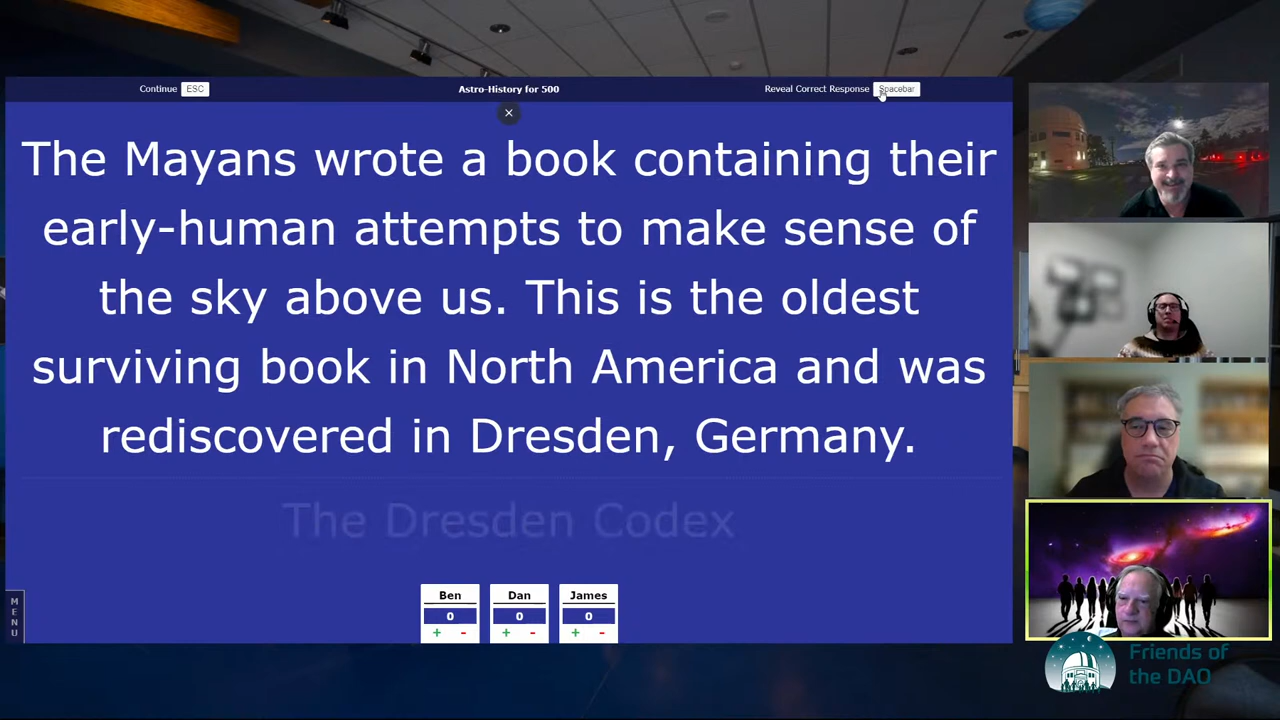 Continue ESC
Astro-History for 500
Reveal Correct Response Spacebar
The Mayans wrote a book containing their
early-human attempts to make sense of
the sky above us. This is the oldest
surviving book in North America and was
rediscovered in Dresden, Germany.
The Dresden Codex
MENU
Ben Dan James
0 0 0
+ - + - + -
Friends of
the DAO